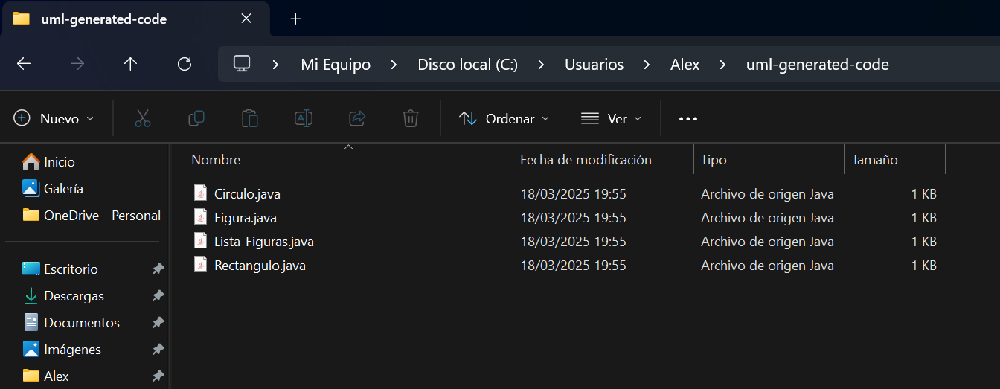 uml-generated-code
Mi Equipo > Disco local (C:) > Usuarios > Alex > uml-generated-code
Nuevo Ordenar Ver
Inicio
Galería
OneDrive - Personal
Escritorio
Descargas
Documentos
Imágenes
Alex
Nombre Fecha de modificación Tipo Tamaño
Circulo.java 18/03/2025 19:55 Archivo de origen Java 1 KB
Figura.java 18/03/2025 19:55 Archivo de origen Java 1 KB
Lista_Figuras.java 18/03/2025 19:55 Archivo de origen Java 1 KB
Rectangulo.java 18/03/2025 19:55 Archivo de origen Java 1 KB